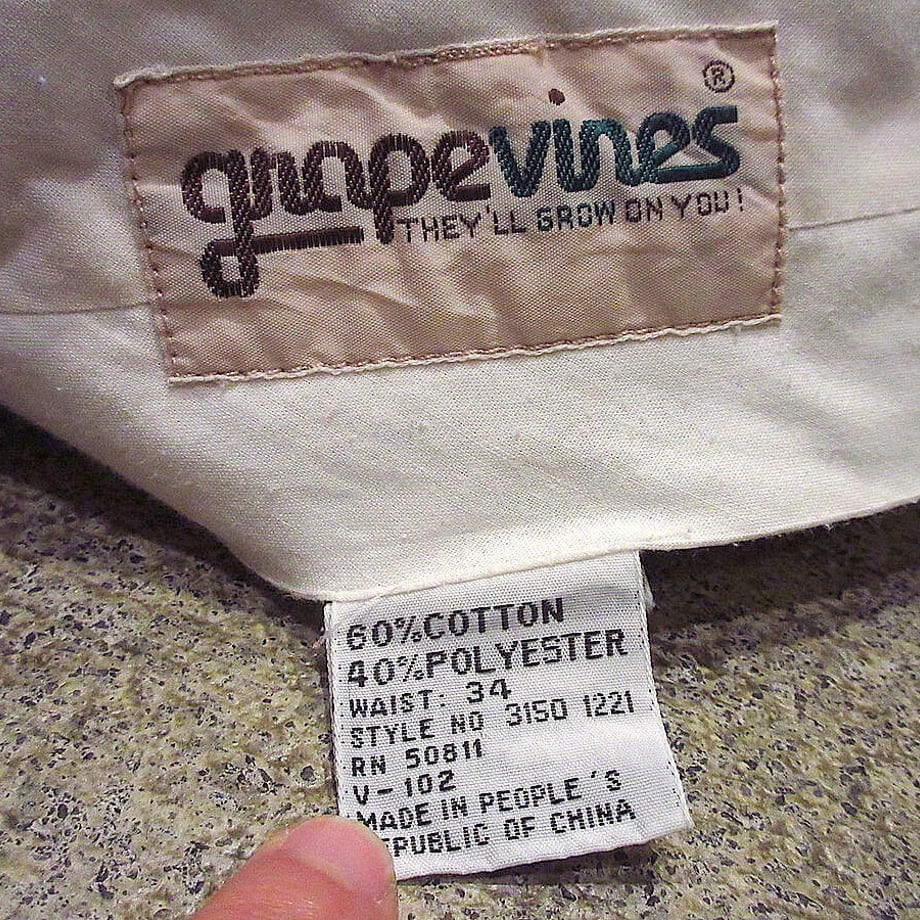 grapevines®
THEY'LL GROW ON YOU!
60%COTTON
40%POLYESTER
WAIST: 34
STYLE NO 3150 1221
RN 50811
V-102
MADE IN PEOPLE'S
EPUBLIC OF CHINA